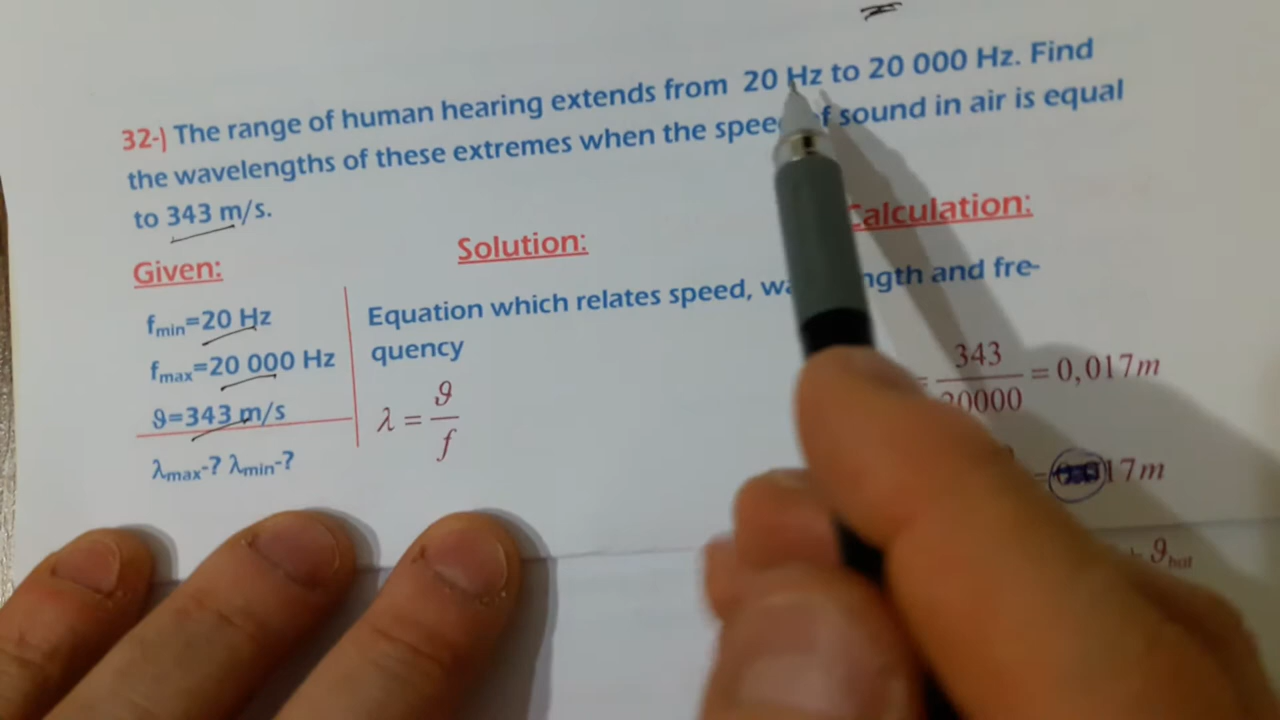 32-) The range of human hearing extends from 20 Hz to 20 000 Hz. Find
the wavelengths of these extremes when the speed of sound in air is equal
to 343 m/s.
Given:
Solution:
Calculation:
fmin=20 Hz
fmax=20 000 Hz
ϑ=343 m/s
λmax-? λmin-?
Equation which relates speed, wavelength and fre-
quency
λ = ϑ/f
= 343/20000 = 0,017m
17m
+ ϑ